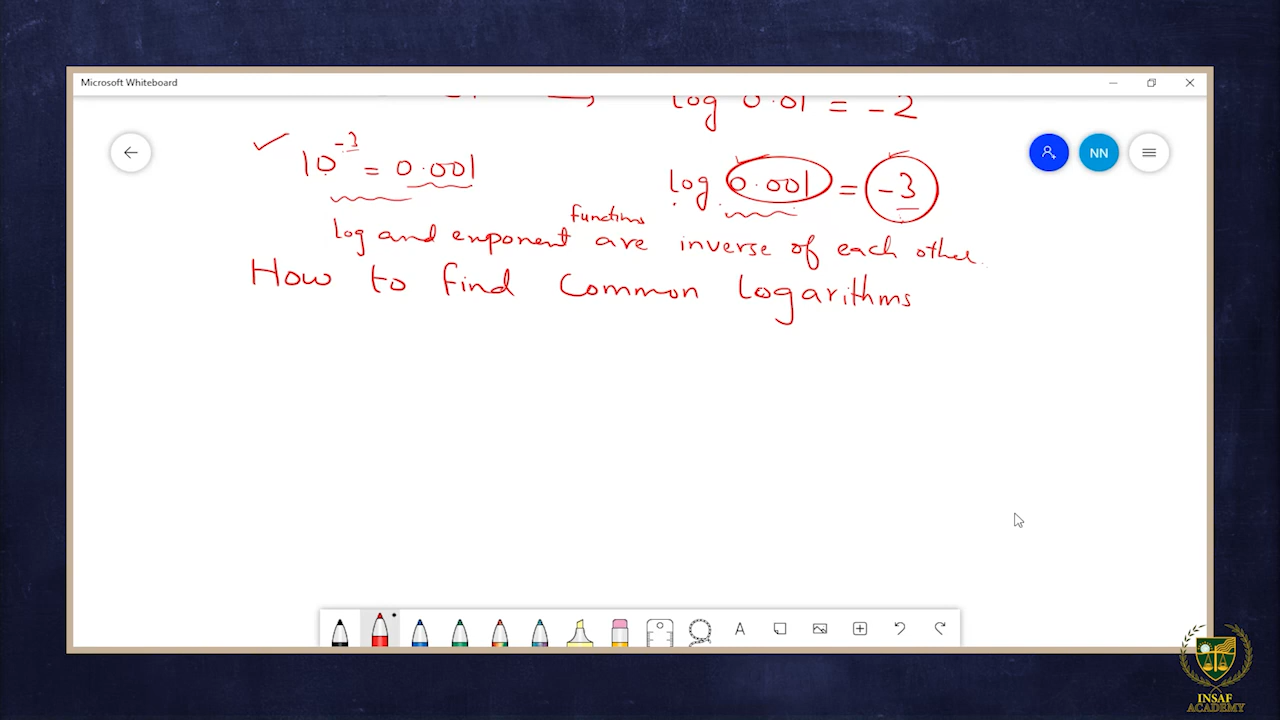 Microsoft Whiteboard
log 0.01 = -2
10^-3 = 0.001
log 0.001 = -3
NN
functions
log and exponent are inverse of each other.
How to find common logarithms
A
INSAF
ACADEMY